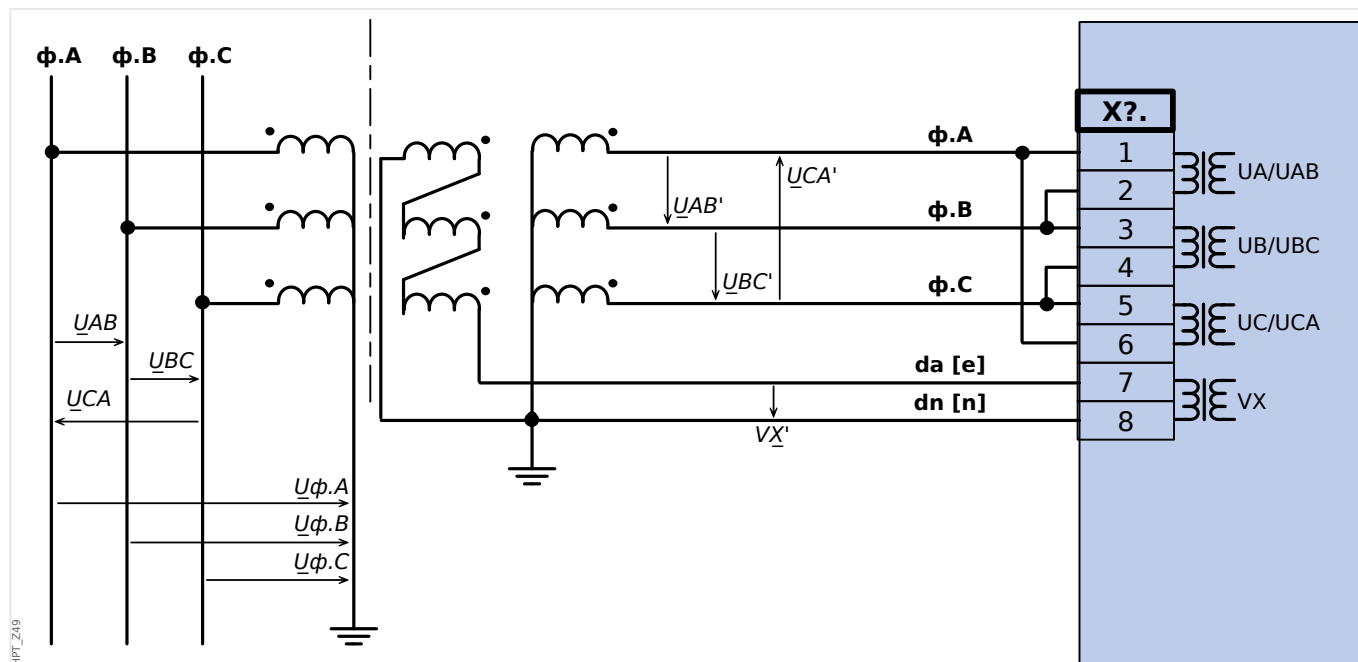 ф.A ф.B ф.C
X?.
ф.A
1
UA/UAB
UCA'
2
UAB'
ф.B
3
UB/UBC
4
UBC'
ф.C
5
UC/UCA
6
UAB
UBC
da [e]
7
UCA
dn [n]
VX
8
VX'
Uф.A
Uф.B
Uф.C